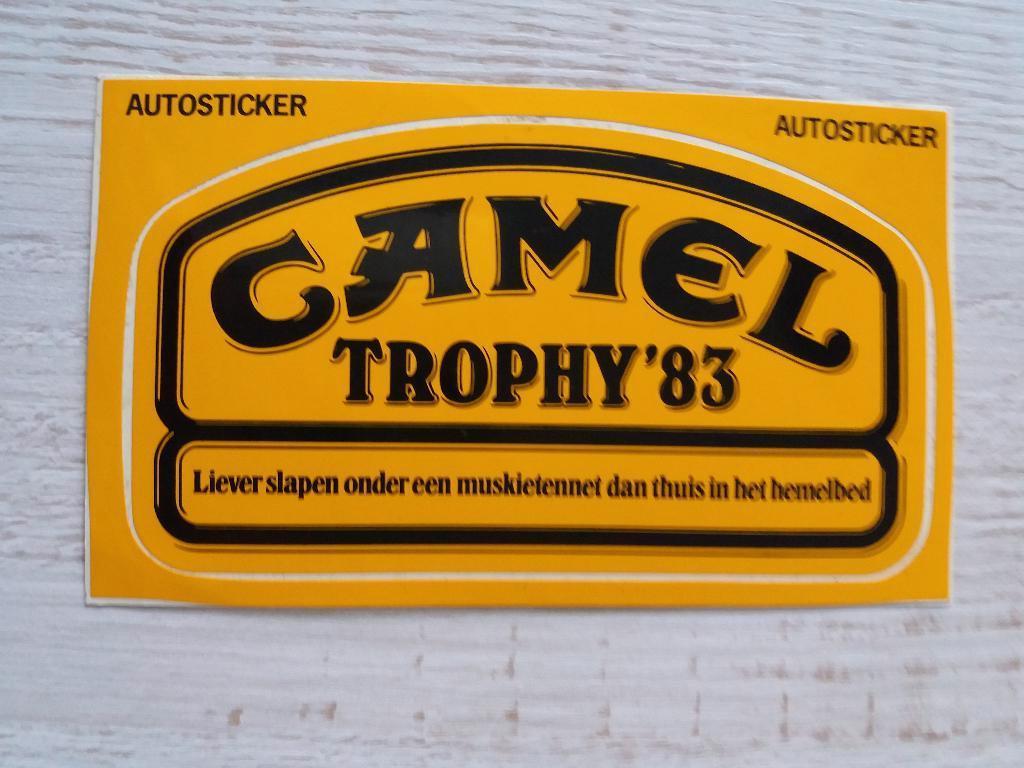 AUTOSTICKER
AUTOSTICKER
CAMEL
TROPHY '83
Liever slapen onder een muskietennet dan thuis in het hemelbed